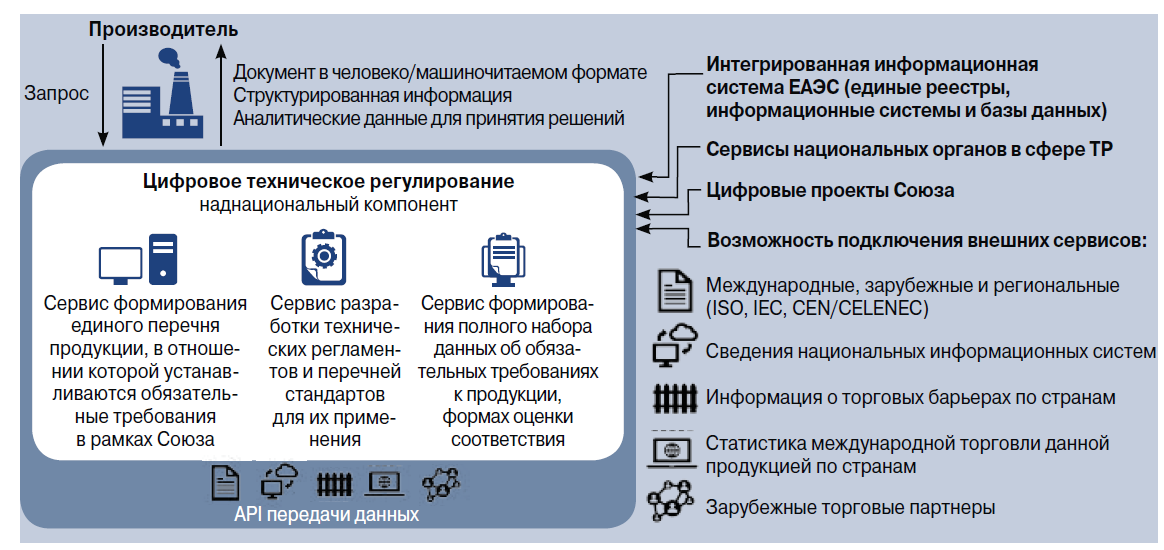 Производитель
Запрос
Документ в человеко/машиночитаемом формате
Структурированная информация
Аналитические данные для принятия решений
Цифровое техническое регулирование
наднациональный компонент
Сервис формирования
единого перечня
продукции, в отноше-
нии которой устанав-
ливаются обязатель-
ные требования
в рамках Союза
Сервис разра-
ботки техниче-
ских регламен-
тов и перечней
стандартов
для их приме-
нения
Сервис формирова-
ния полного набора
данных об обяза-
тельных требованиях
к продукции,
формах оценки
соответствия
API передачи данных
Интегрированная информационная
система ЕАЭС (единые реестры,
информационные системы и базы данных)
Сервисы национальных органов в сфере ТР
Цифровые проекты Союза
Возможность подключения внешних сервисов:
Международные, зарубежные и региональные
(ISO, IEC, CEN/CELENEC)
Сведения национальных информационных систем
Информация о торговых барьерах по странам
Статистика международной торговли данной
продукцией по странам
Зарубежные торговые партнеры